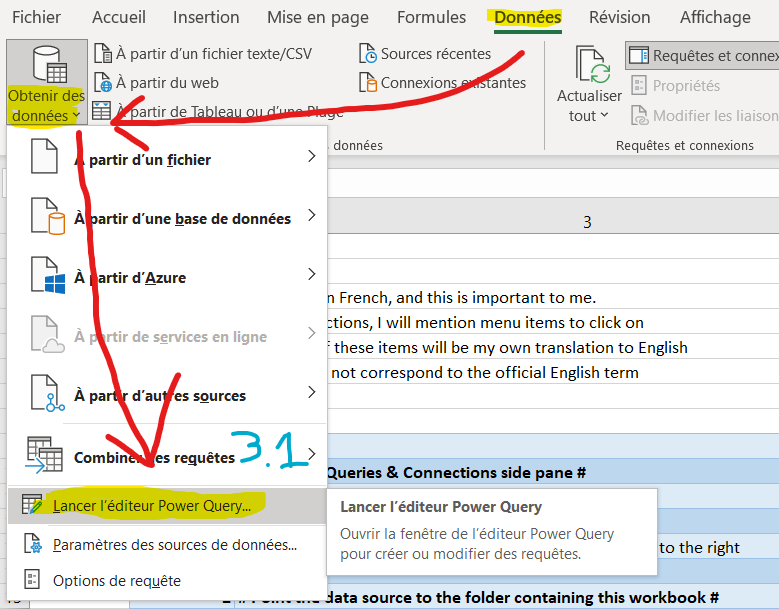 Fichier Accueil Insertion Mise en page Formules Données Révision Affichage
À partir d'un fichier texte/CSV Sources récentes Requêtes et connex
À partir du web Connexions existantes Propriétés
Obtenir des données À partir de Tableau ou d'une Plage Actualiser tout Modifier les liaison
données Requêtes et connexions
À partir d'un fichier
À partir d'une base de données 3
À partir d'Azure
n French, and this is important to me.
ctions, I will mention menu items to click on
À partir de services en ligne
f these items will be my own translation to English
not correspond to the official English term
À partir d'autres sources
Combiner des requêtes 3.1
Queries & Connections side pane #
Lancer l'éditeur Power Query...
Lancer l'éditeur Power Query
Ouvrir la fenêtre de l'éditeur Power Query
pour créer ou modifier des requêtes.
to the right
Paramètres des sources de données...
Options de requête
the data source to the folder containing this workbook #